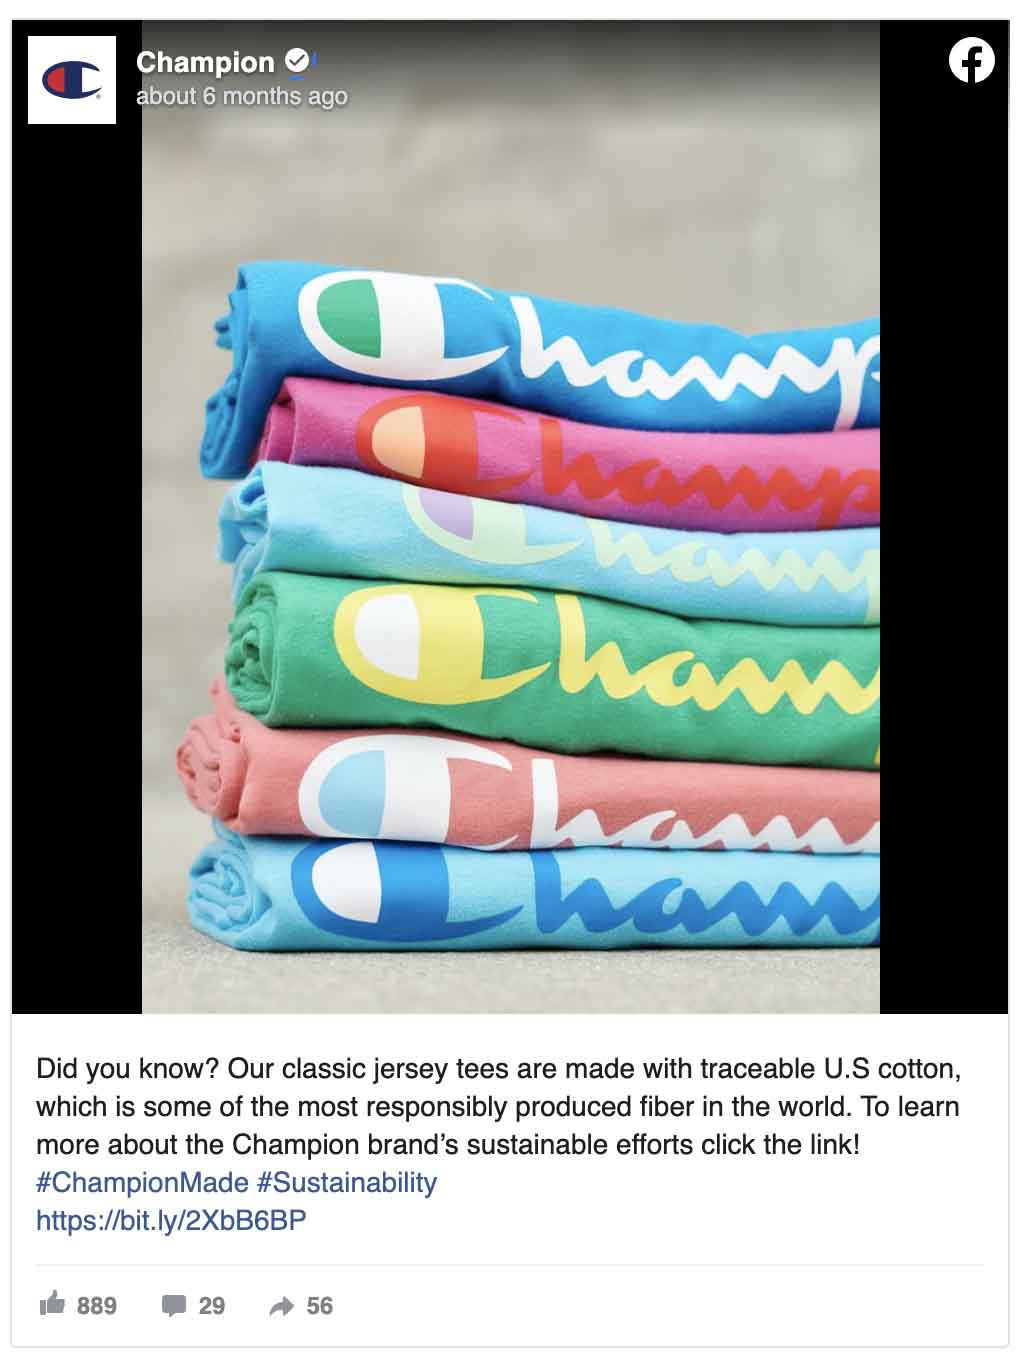 Champion
about 6 months ago
Champ
Champ
Champ
Cham
Cham
Cham
Did you know? Our classic jersey tees are made with traceable U.S cotton,
which is some of the most responsibly produced fiber in the world. To learn
more about the Champion brand’s sustainable efforts click the link!
#ChampionMade #Sustainability
https://bit.ly/2XbB6BP
889 29 56